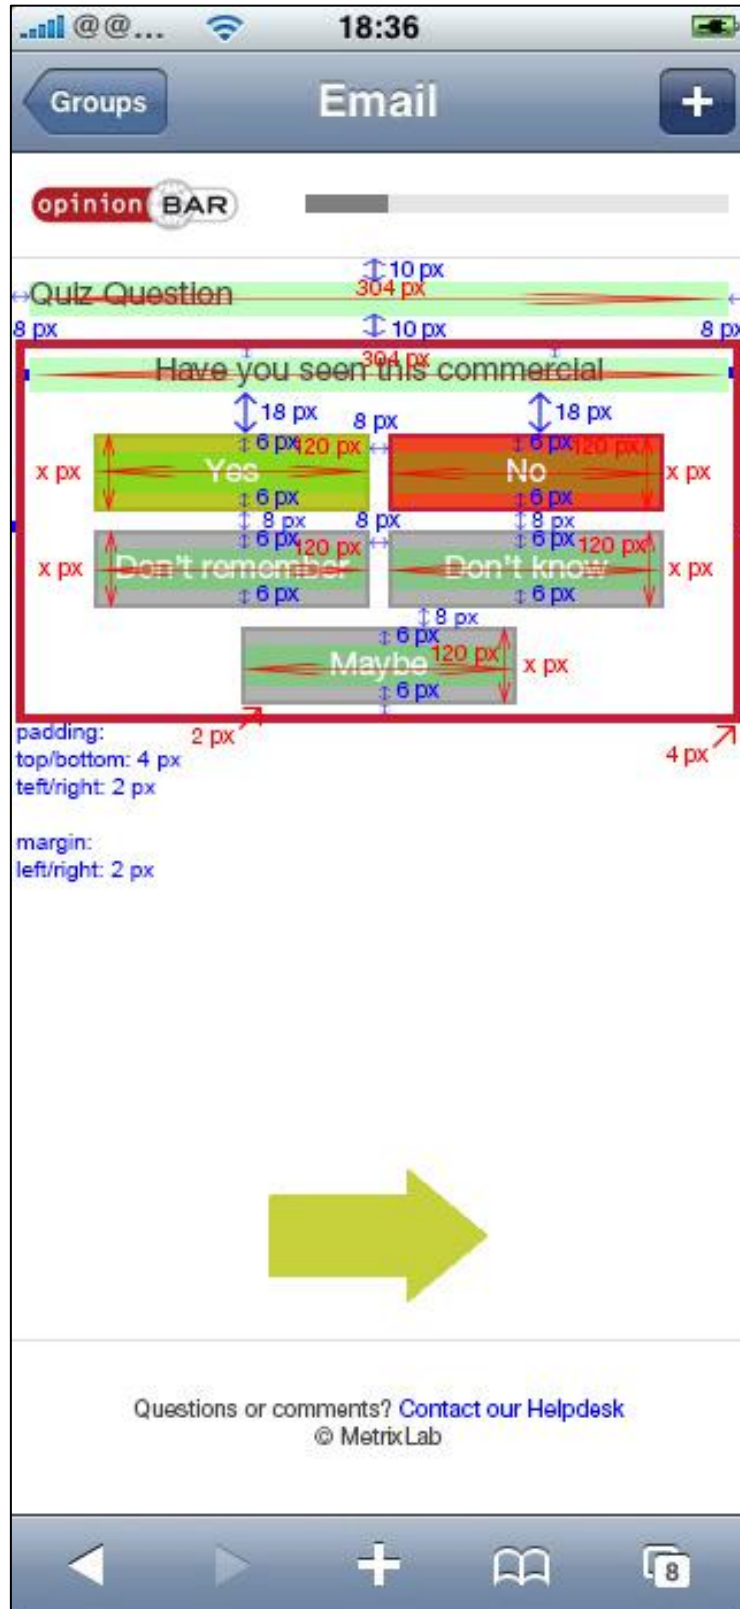 @@... 18:36
Groups Email +
opinion BAR
10 px
Quiz Question 304 px
8 px 10 px 8 px
Have you seen this commercial 304 px
18 px 8 px 18 px
6 px 120 px 6 px 120 px
x px Yes No x px
6 px 6 px
8 px 8 px 8 px
6 px 120 px 6 px 120 px
x px Don't remember Don't know x px
6 px 6 px
8 px
6 px
Maybe 120 px x px
6 px
padding: 2 px 4 px
top/bottom: 4 px
teft/right: 2 px
margin:
left/right: 2 px
Questions or comments? Contact our Helpdesk
© MetrixLab
8